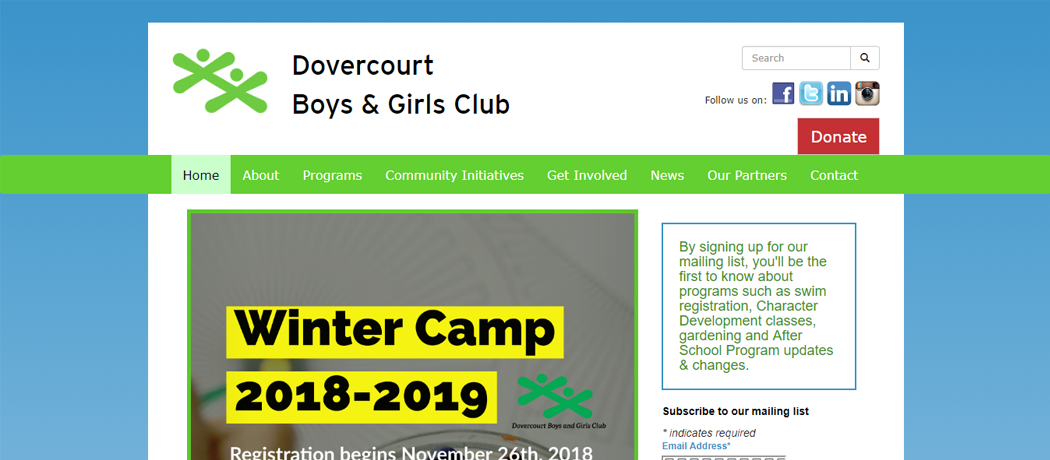 Dovercourt
Boys & Girls Club
Search
Follow us on:
Donate
Home About Programs Community Initiatives Get Involved News Our Partners Contact
Winter Camp
2018-2019
Dovercourt Boys and Girls Club
Registration begins November 26th, 2018
By signing up for our
mailing list, you'll be the
first to know about
programs such as swim
registration, Character
Development classes,
gardening and After
School Program updates
& changes.
Subscribe to our mailing list
* indicates required
Email Address*